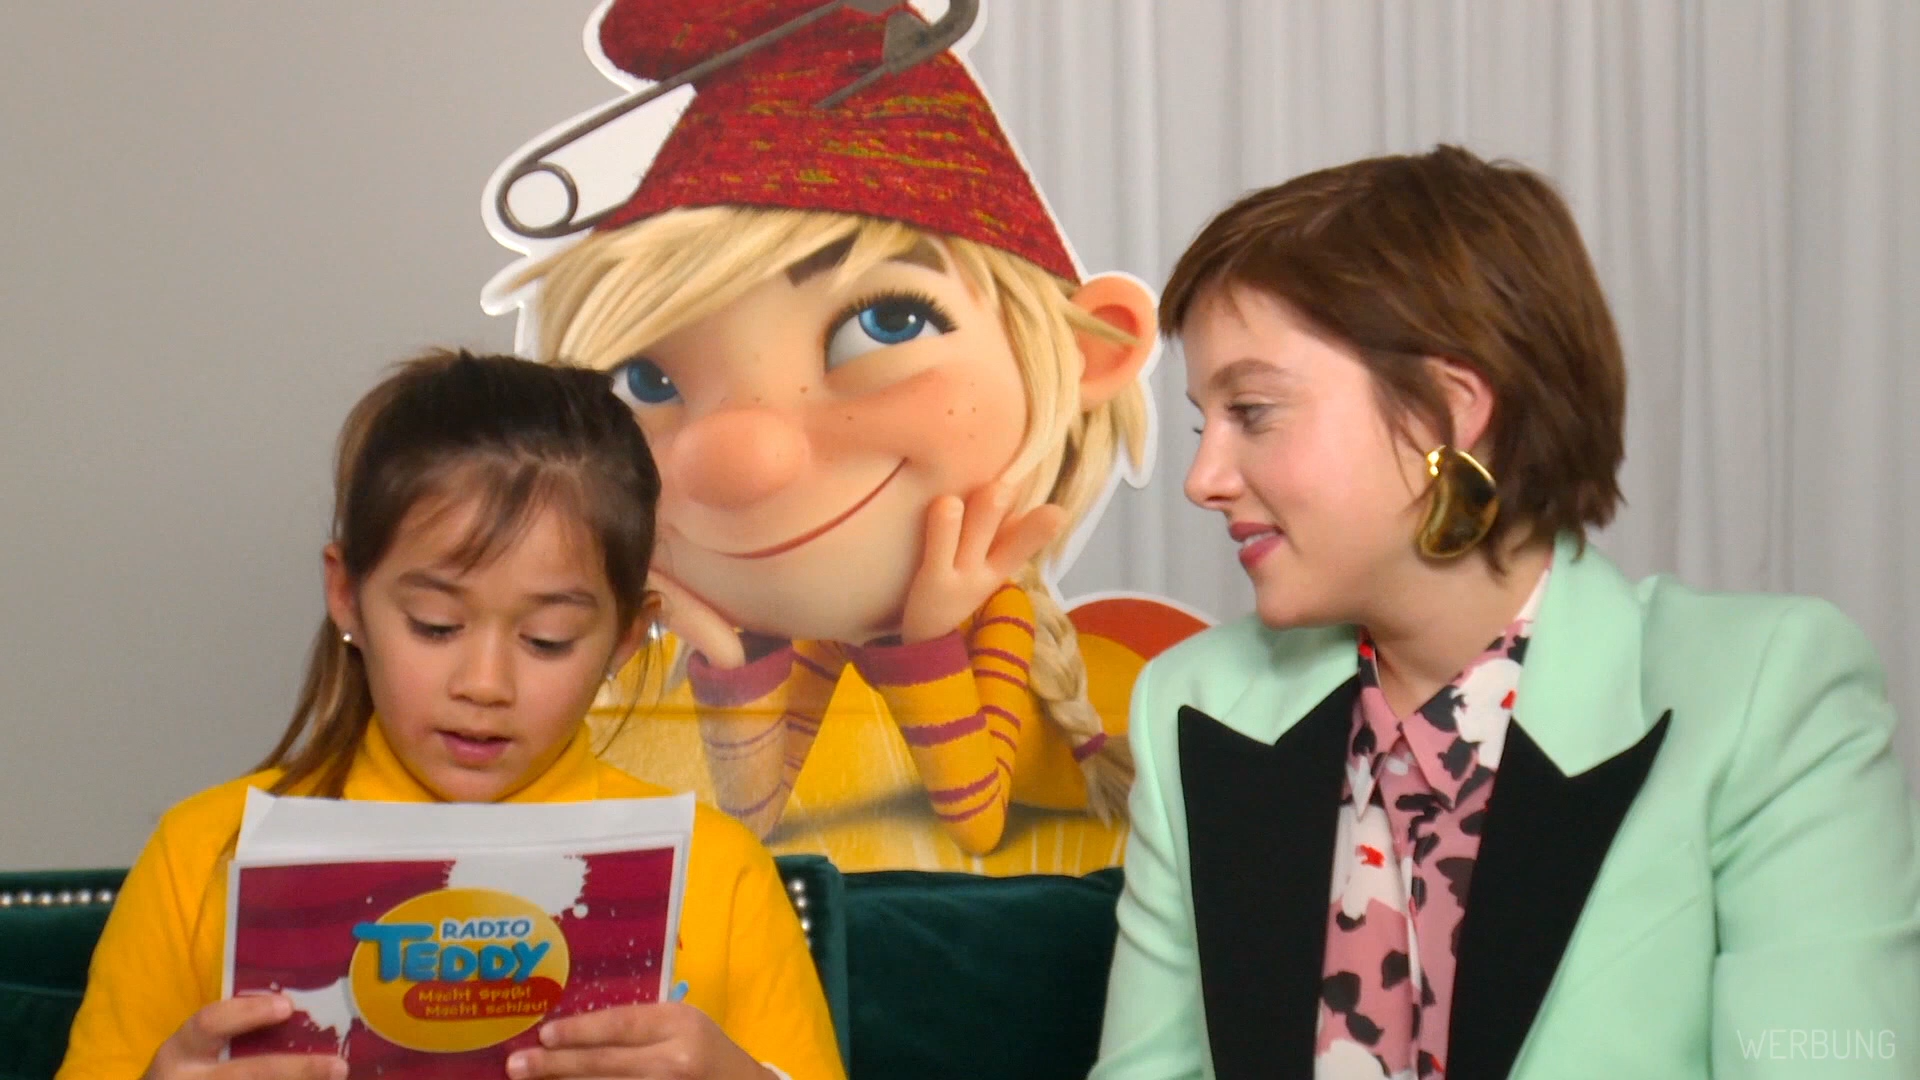 RADIO
TEDDY
Macht Spaß!
Macht schlau!
WERBUNG